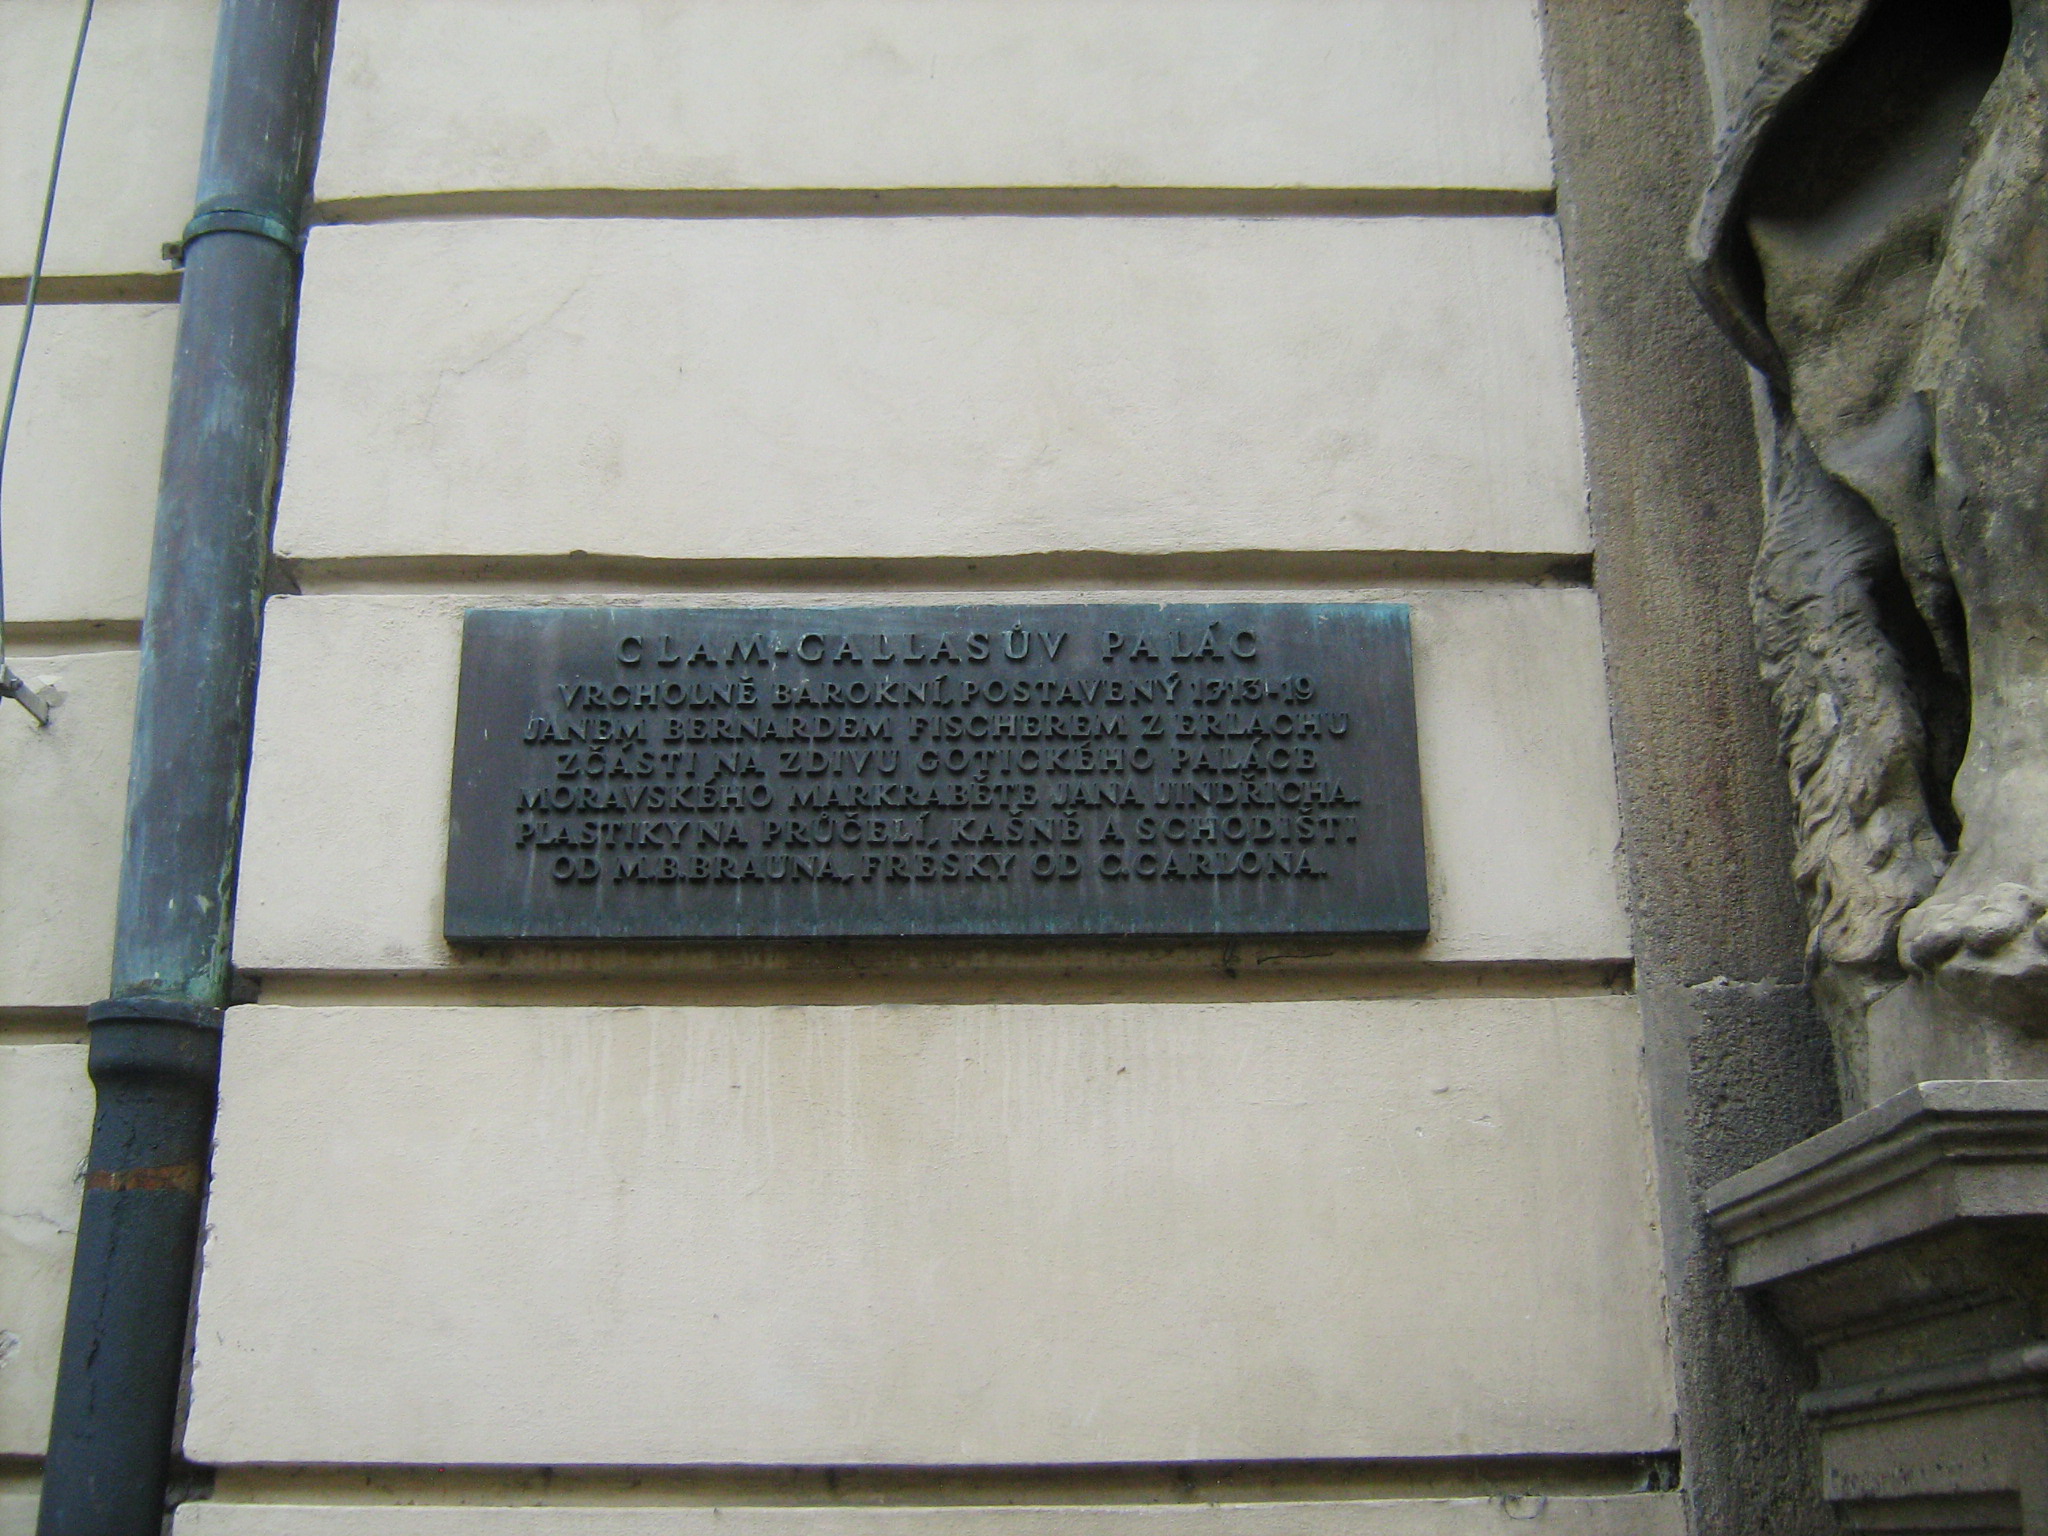 CLAM-GALLASŮV PALÁC
VRCHOLNĚ BAROKNÍ, POSTAVENÝ 1713-19
JANEM BERNARDEM FISCHEREM Z ERLACHU
ZČÁSTI NA ZDIVU GOTICKÉHO PALÁCE
MORAVSKÉHO MARKRABĚTE JANA JINDŘICHA.
PLASTIKY NA PRŮČELÍ, KAŠNĚ A SCHODIŠTI
OD M.B.BRAUNA, FRESKY OD C.CARLONA.